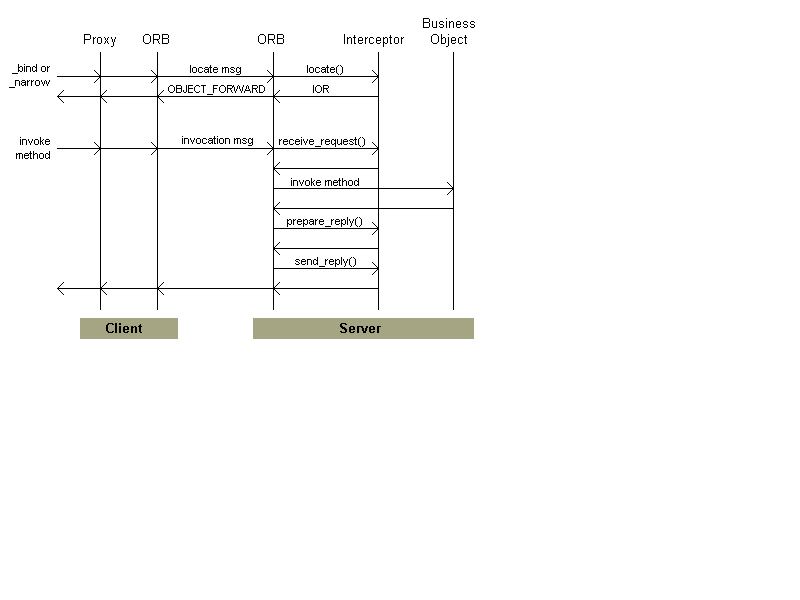 Business
Proxy ORB ORB Interceptor Object
_bind or
_narrow
locate msg locate()
OBJECT_FORWARD IOR
invoke
method
invocation msg receive_request()
invoke method
prepare_reply()
send_reply()
Client Server